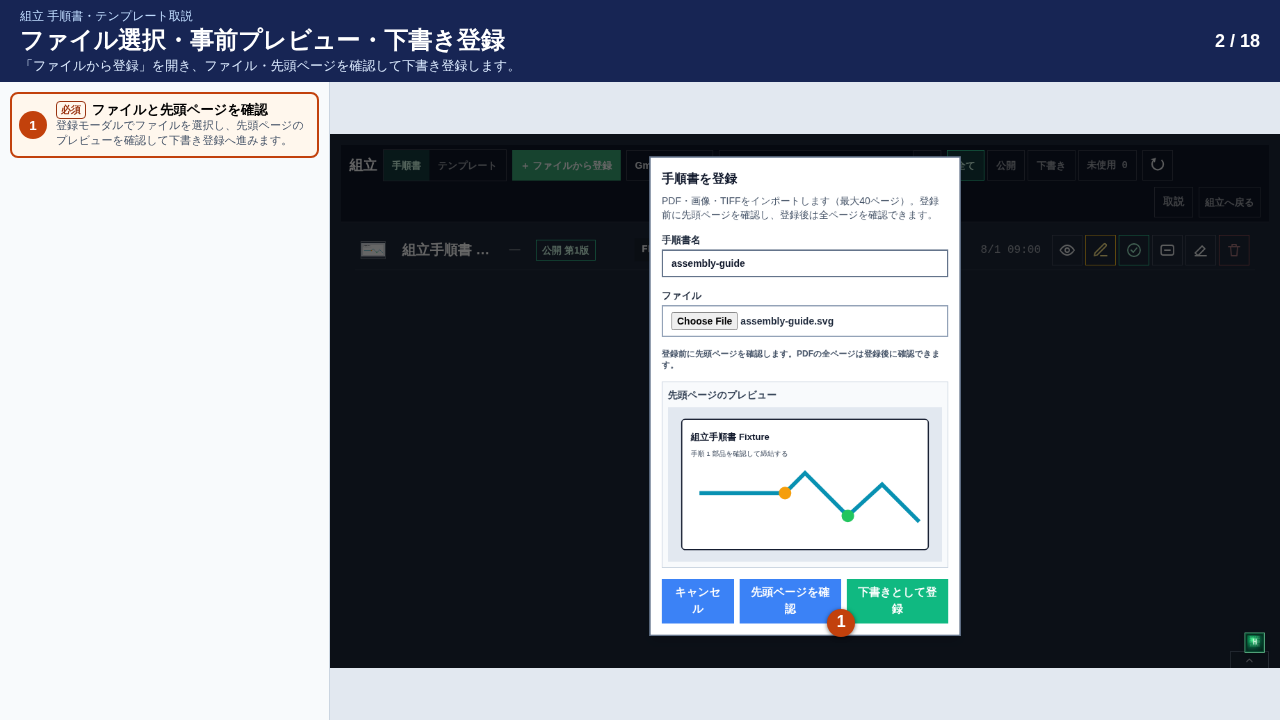 組立 手順書・テンプレート取説
ファイル選択・事前プレビュー・下書き登録
「ファイルから登録」を開き、ファイル・先頭ページを確認して下書き登録します。
2 / 18
1
必須 ファイルと先頭ページを確認
登録モーダルでファイルを選択し、先頭ページの
プレビューを確認して下書き登録へ進みます。
組立 手順書 テンプレート + ファイルから登録
全て 公開 下書き 未使用 0
取説 組立へ戻る
組立手順書 … — 公開 第1版
8/1 09:00
手順書を登録
PDF・画像・TIFFをインポートします（最大40ページ）。登録
前に先頭ページを確認し、登録後は全ページを確認できます。
手順書名
assembly-guide
ファイル
Choose File assembly-guide.svg
登録前に先頭ページを確認します。PDFの全ページは登録後に確認できま
す。
先頭ページのプレビュー
組立手順書 Fixture
手順 1 部品を確認して締結する
キャンセ
ル
先頭ページを確
認
下書きとして登
録
1